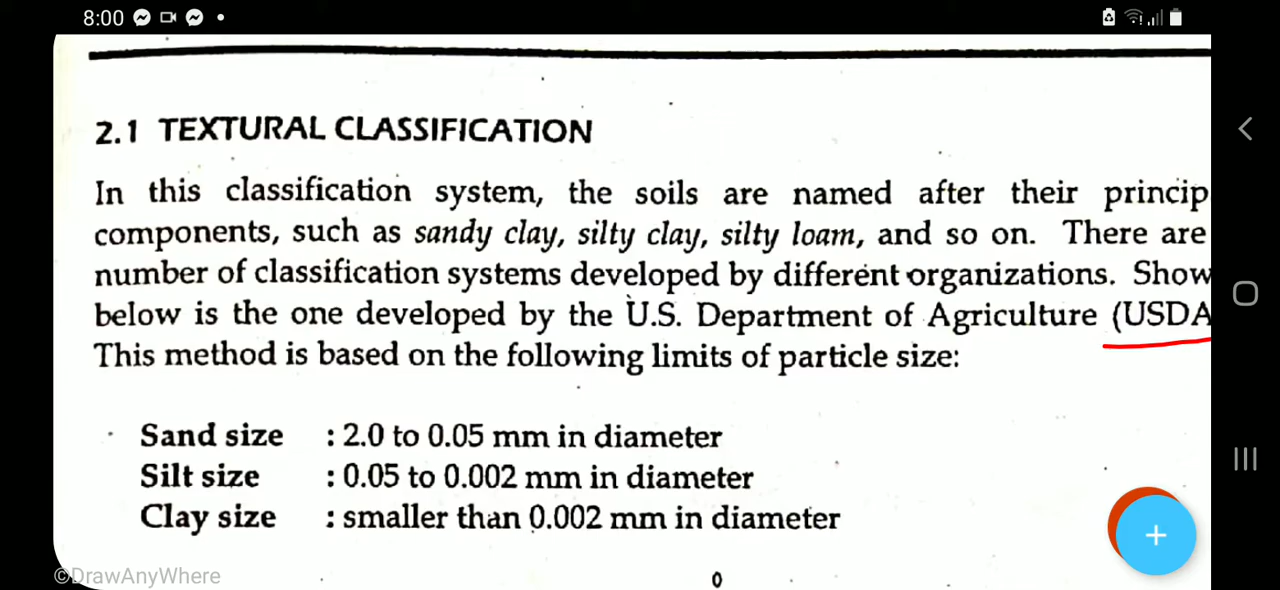 8:00
2.1 TEXTURAL CLASSIFICATION
In this classification system, the soils are named after their princip
components, such as sandy clay, silty clay, silty loam, and so on. There are
number of classification systems developed by different organizations. Show
below is the one developed by the U.S. Department of Agriculture (USDA
This method is based on the following limits of particle size:
Sand size : 2.0 to 0.05 mm in diameter
Silt size : 0.05 to 0.002 mm in diameter
Clay size : smaller than 0.002 mm in diameter
©DrawAnyWhere
0